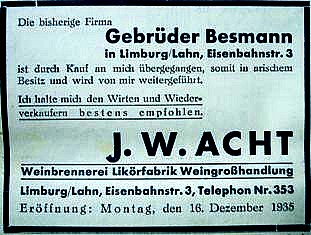 Die bisherige Firma
Gebrüder Besmann
in Limburg/Lahn, Eisenbahnstr. 3
ist durch Kauf an mich übergegangen, somit in arischem
Besitz und wird von mir weitergeführt.
Ich halte mich den Wirten und Wieder-
verkäufern bestens empfohlen.
J. W. ACHT
Weinbrennerei Likörfabrik Weingroßhandlung
Limburg/Lahn, Eisenbahnstr. 3, Telephon Nr. 353
Eröffnung: Montag, den 16. Dezember 1935